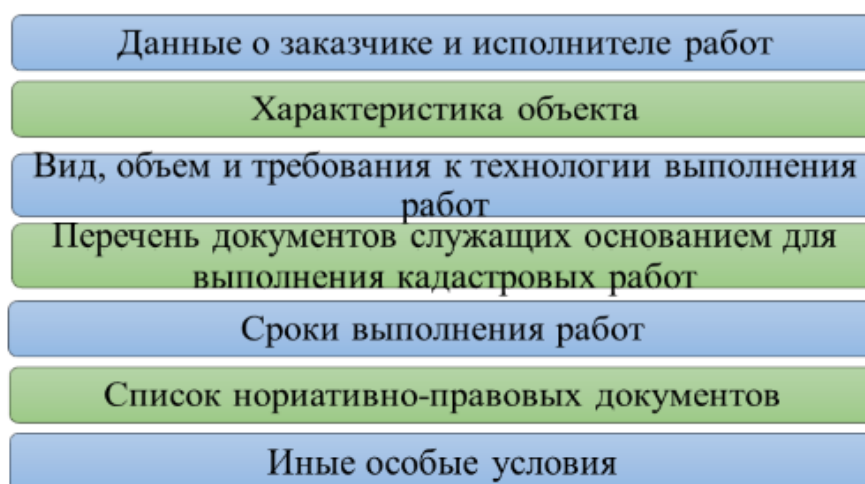 Данные о заказчике и исполнителе работ
Характеристика объекта
Вид, объем и требования к технологии выполнения
работ
Перечень документов служащих основанием для
выполнения кадастровых работ
Сроки выполнения работ
Список нориативно-правовых документов
Иные особые условия